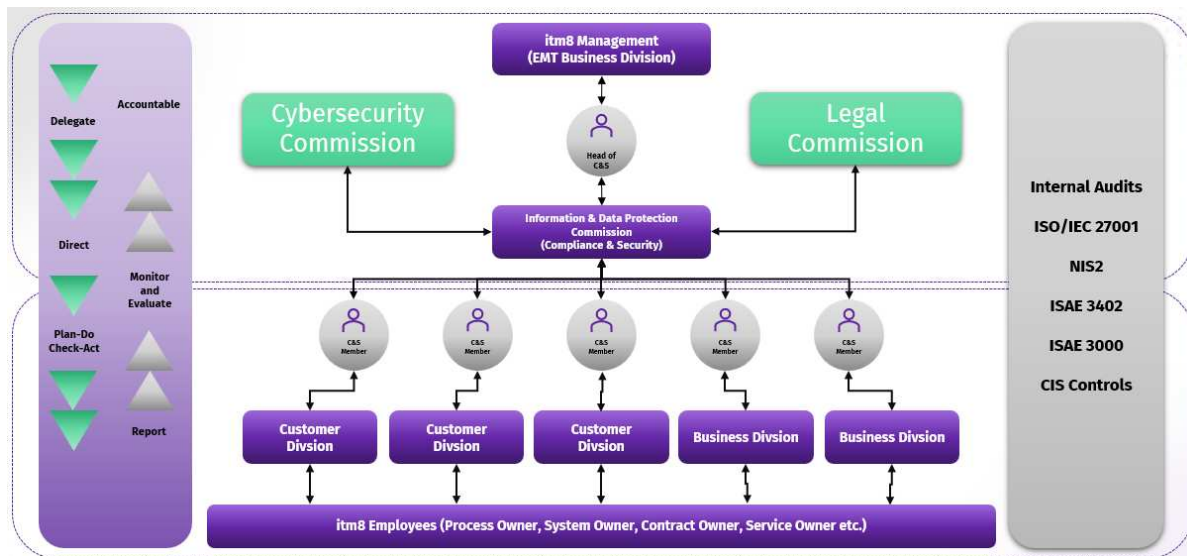 itm8 Management
(EMT Business Division)
Delegate
Accountable
Cybersecurity
Commission
Legal
Commission
Head of
C&S
Information & Data Protection
Commission
(Compliance & Security)
Direct
Monitor
and
Evaluate
Plan-Do
Check-Act
Report
C&S
Member
C&S
Member
C&S
Member
C&S
Member
C&S
Member
Customer
Divsion
Customer
Divsion
Customer
Divsion
Business Divsion
Business Divsion
itm8 Employees (Process Owner, System Owner, Contract Owner, Service Owner etc.)
Internal Audits
ISO/IEC 27001
NIS2
ISAE 3402
ISAE 3000
CIS Controls